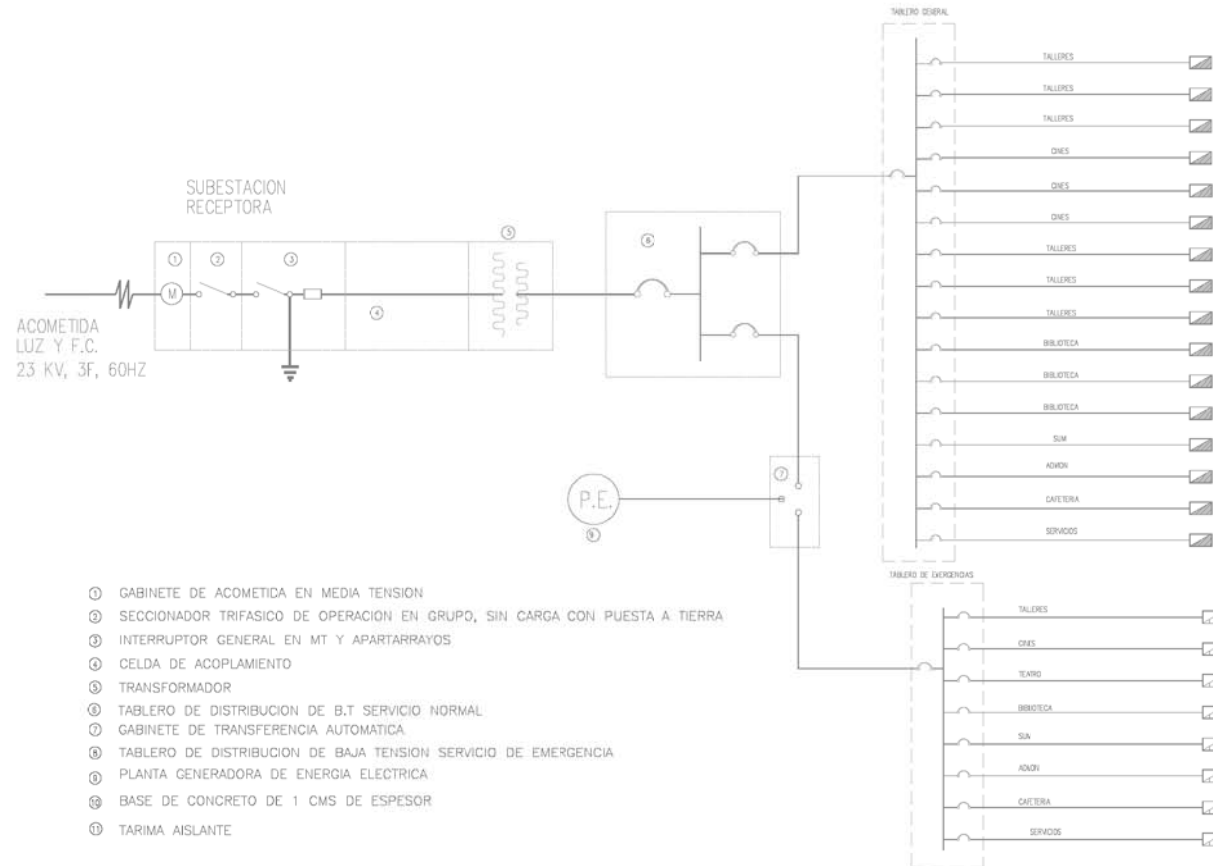 TABLERO GENERAL
TALLERES
TALLERES
TALLERES
CINES
CINES
CINES
TALLERES
TALLERES
TALLERES
BIBLIOTECA
BIBLIOTECA
BIBLIOTECA
SUM
ADMON
CAFETERIA
SERVICIOS
SUBESTACION
RECEPTORA
1
2
3
4
5
6
M
ACOMETIDA
LUZ Y F.C.
23 KV, 3F, 60HZ
7
P.E.
9
TABLERO DE EMERGENCIAS
TALLERES
CINES
TEATRO
BIBLIOTECA
SUM
ADMON
CAFETERIA
SERVICIOS
1 GABINETE DE ACOMETIDA EN MEDIA TENSION
2 SECCIONADOR TRIFASICO DE OPERACION EN GRUPO, SIN CARGA CON PUESTA A TIERRA
3 INTERRUPTOR GENERAL EN MT Y APARTARRAYOS
4 CELDA DE ACOPLAMIENTO
5 TRANSFORMADOR
6 TABLERO DE DISTRIBUCION DE B.T SERVICIO NORMAL
7 GABINETE DE TRANSFERENCIA AUTOMATICA
8 TABLERO DE DISTRIBUCION DE BAJA TENSION SERVICIO DE EMERGENCIA
9 PLANTA GENERADORA DE ENERGIA ELECTRICA
10 BASE DE CONCRETO DE 1 CMS DE ESPESOR
11 TARIMA AISLANTE